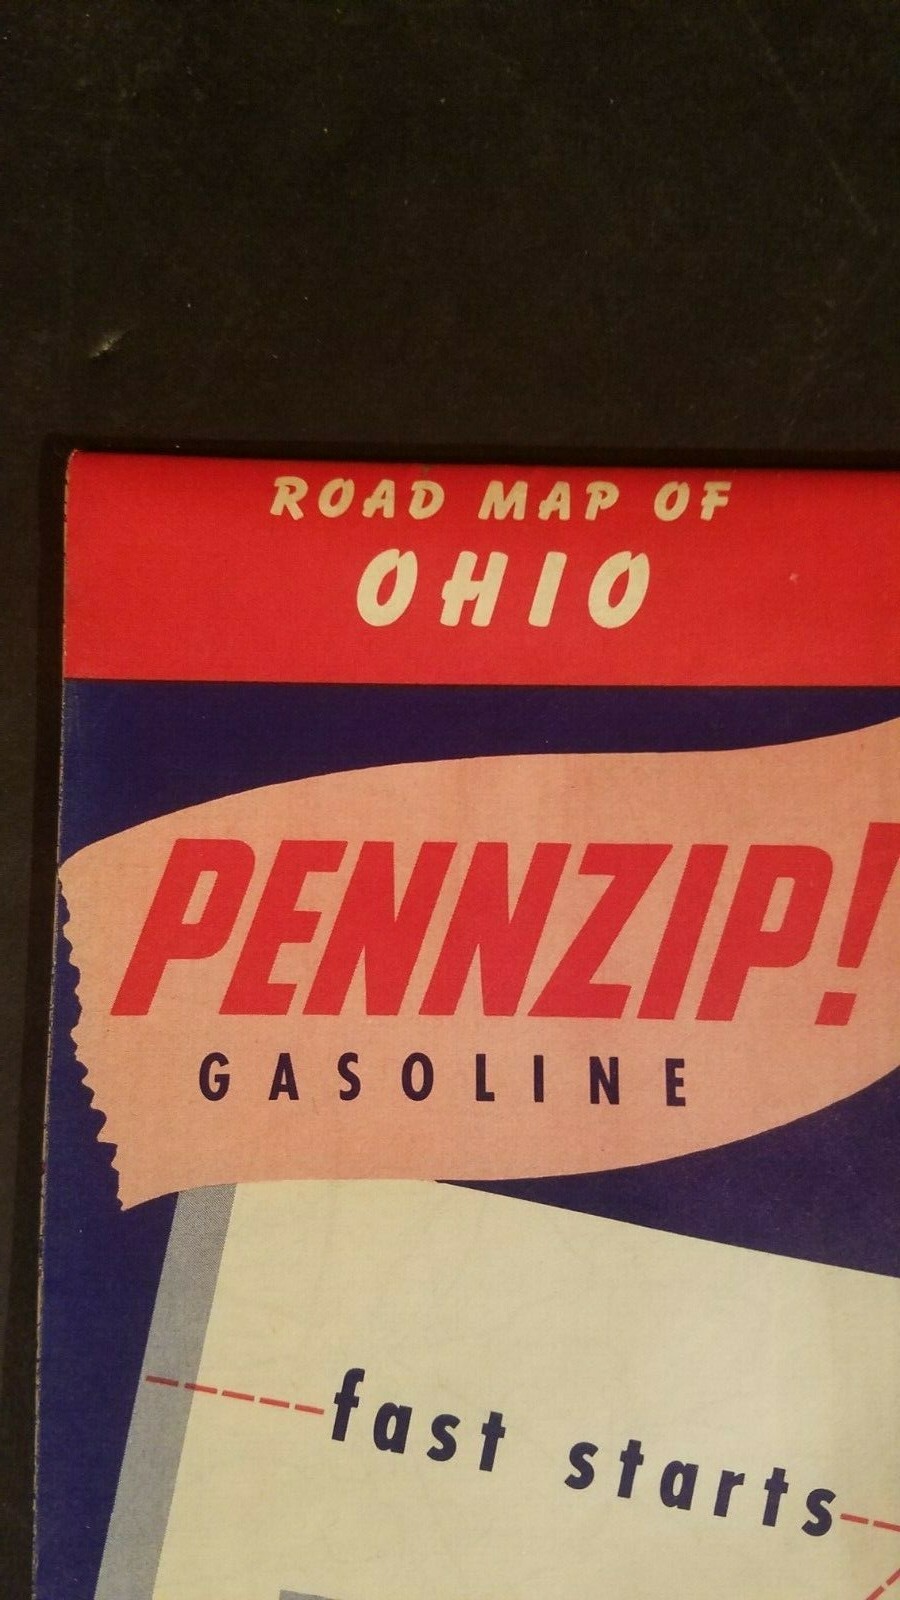 ROAD MAP OF
OHIO
PENNZIP!
GASOLINE
fast starts